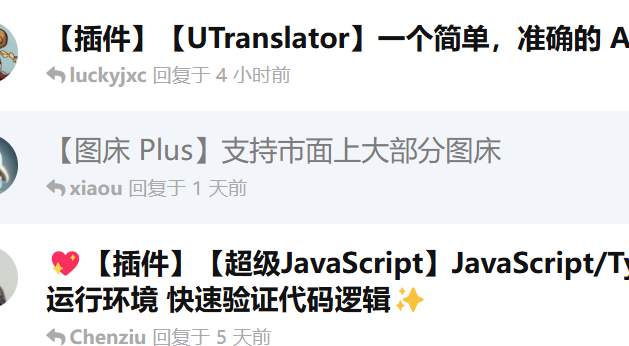 【插件】【UTranslator】一个简单，准确的 A
luckyjxc 回复于 4 小时前
【图床 Plus】支持市面上大部分图床
xiaou 回复于 1 天前
💖【插件】【超级JavaScript】JavaScript/Ty
运行环境 快速验证代码逻辑✨
Chenziu 回复于 5 天前